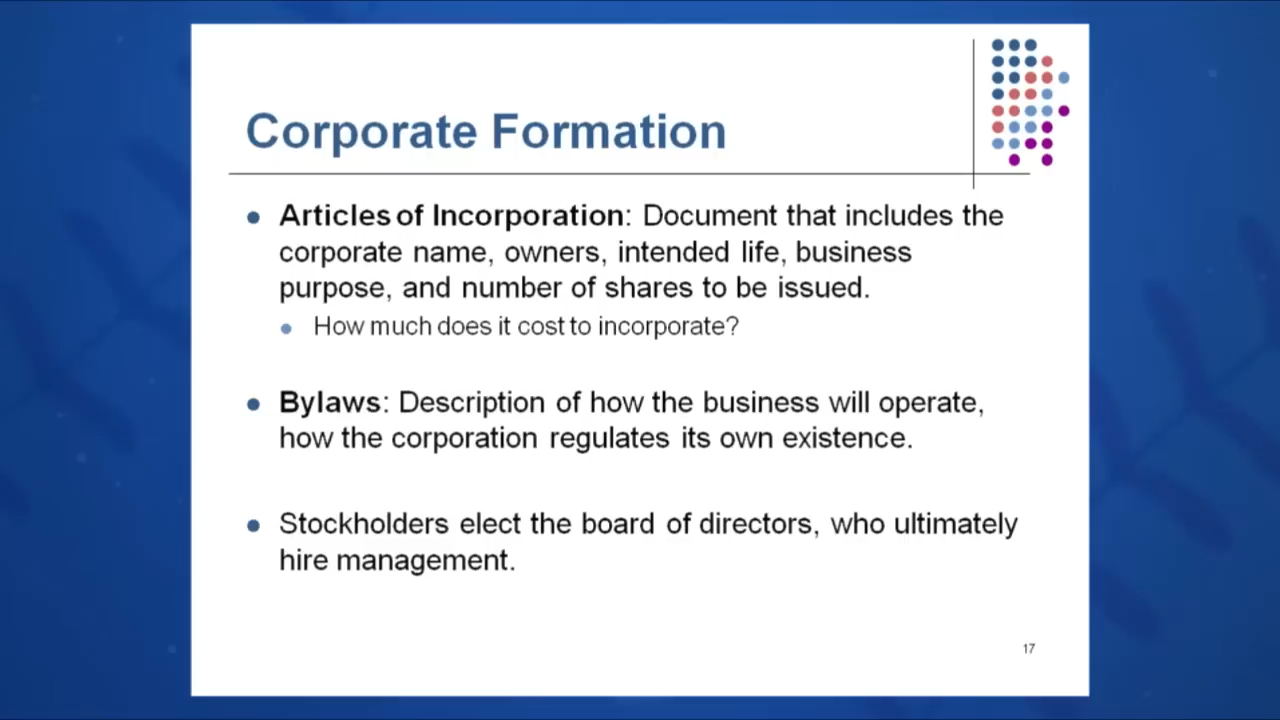 Corporate Formation
Articles of Incorporation: Document that includes the
corporate name, owners, intended life, business
purpose, and number of shares to be issued.
How much does it cost to incorporate?
Bylaws: Description of how the business will operate,
how the corporation regulates its own existence.
Stockholders elect the board of directors, who ultimately
hire management.
17